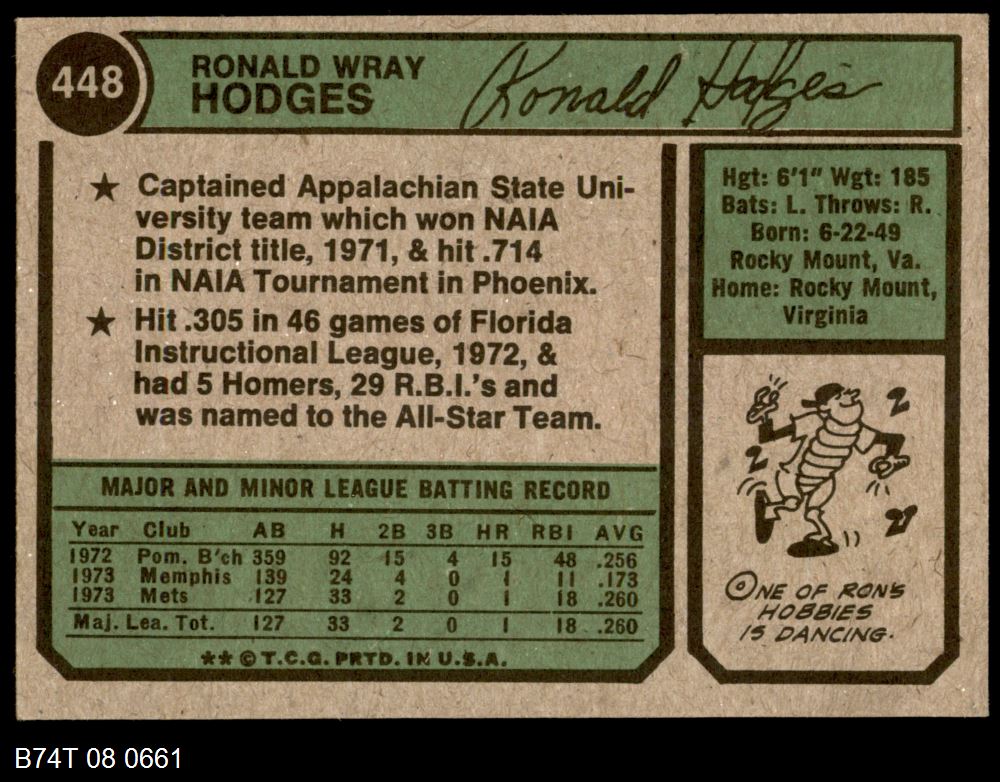 448
RONALD WRAY
HODGES
Ronald Hodges
★ Captained Appalachian State Uni-
versity team which won NAIA
District title, 1971, & hit .714
in NAIA Tournament in Phoenix.
★ Hit .305 in 46 games of Florida
Instructional League, 1972, &
had 5 Homers, 29 R.B.I.'s and
was named to the All-Star Team.
Hgt: 6'1" Wgt: 185
Bats: L. Throws: R.
Born: 6-22-49
Rocky Mount, Va.
Home: Rocky Mount,
Virginia
MAJOR AND MINOR LEAGUE BATTING RECORD
Year Club AB H 2B 3B HR RBI AVG
1972 Pom. B'ch 359 92 15 4 15 48 .256
1973 Memphis 139 24 4 0 1 11 .173
1973 Mets 127 33 2 0 1 18 .260
Maj. Lea. Tot. 127 33 2 0 1 18 .260
** © T.C.G. PRTD. IN U.S.A.
ONE OF RON'S
HOBBIES
IS DANCING.
B74T 08 0661